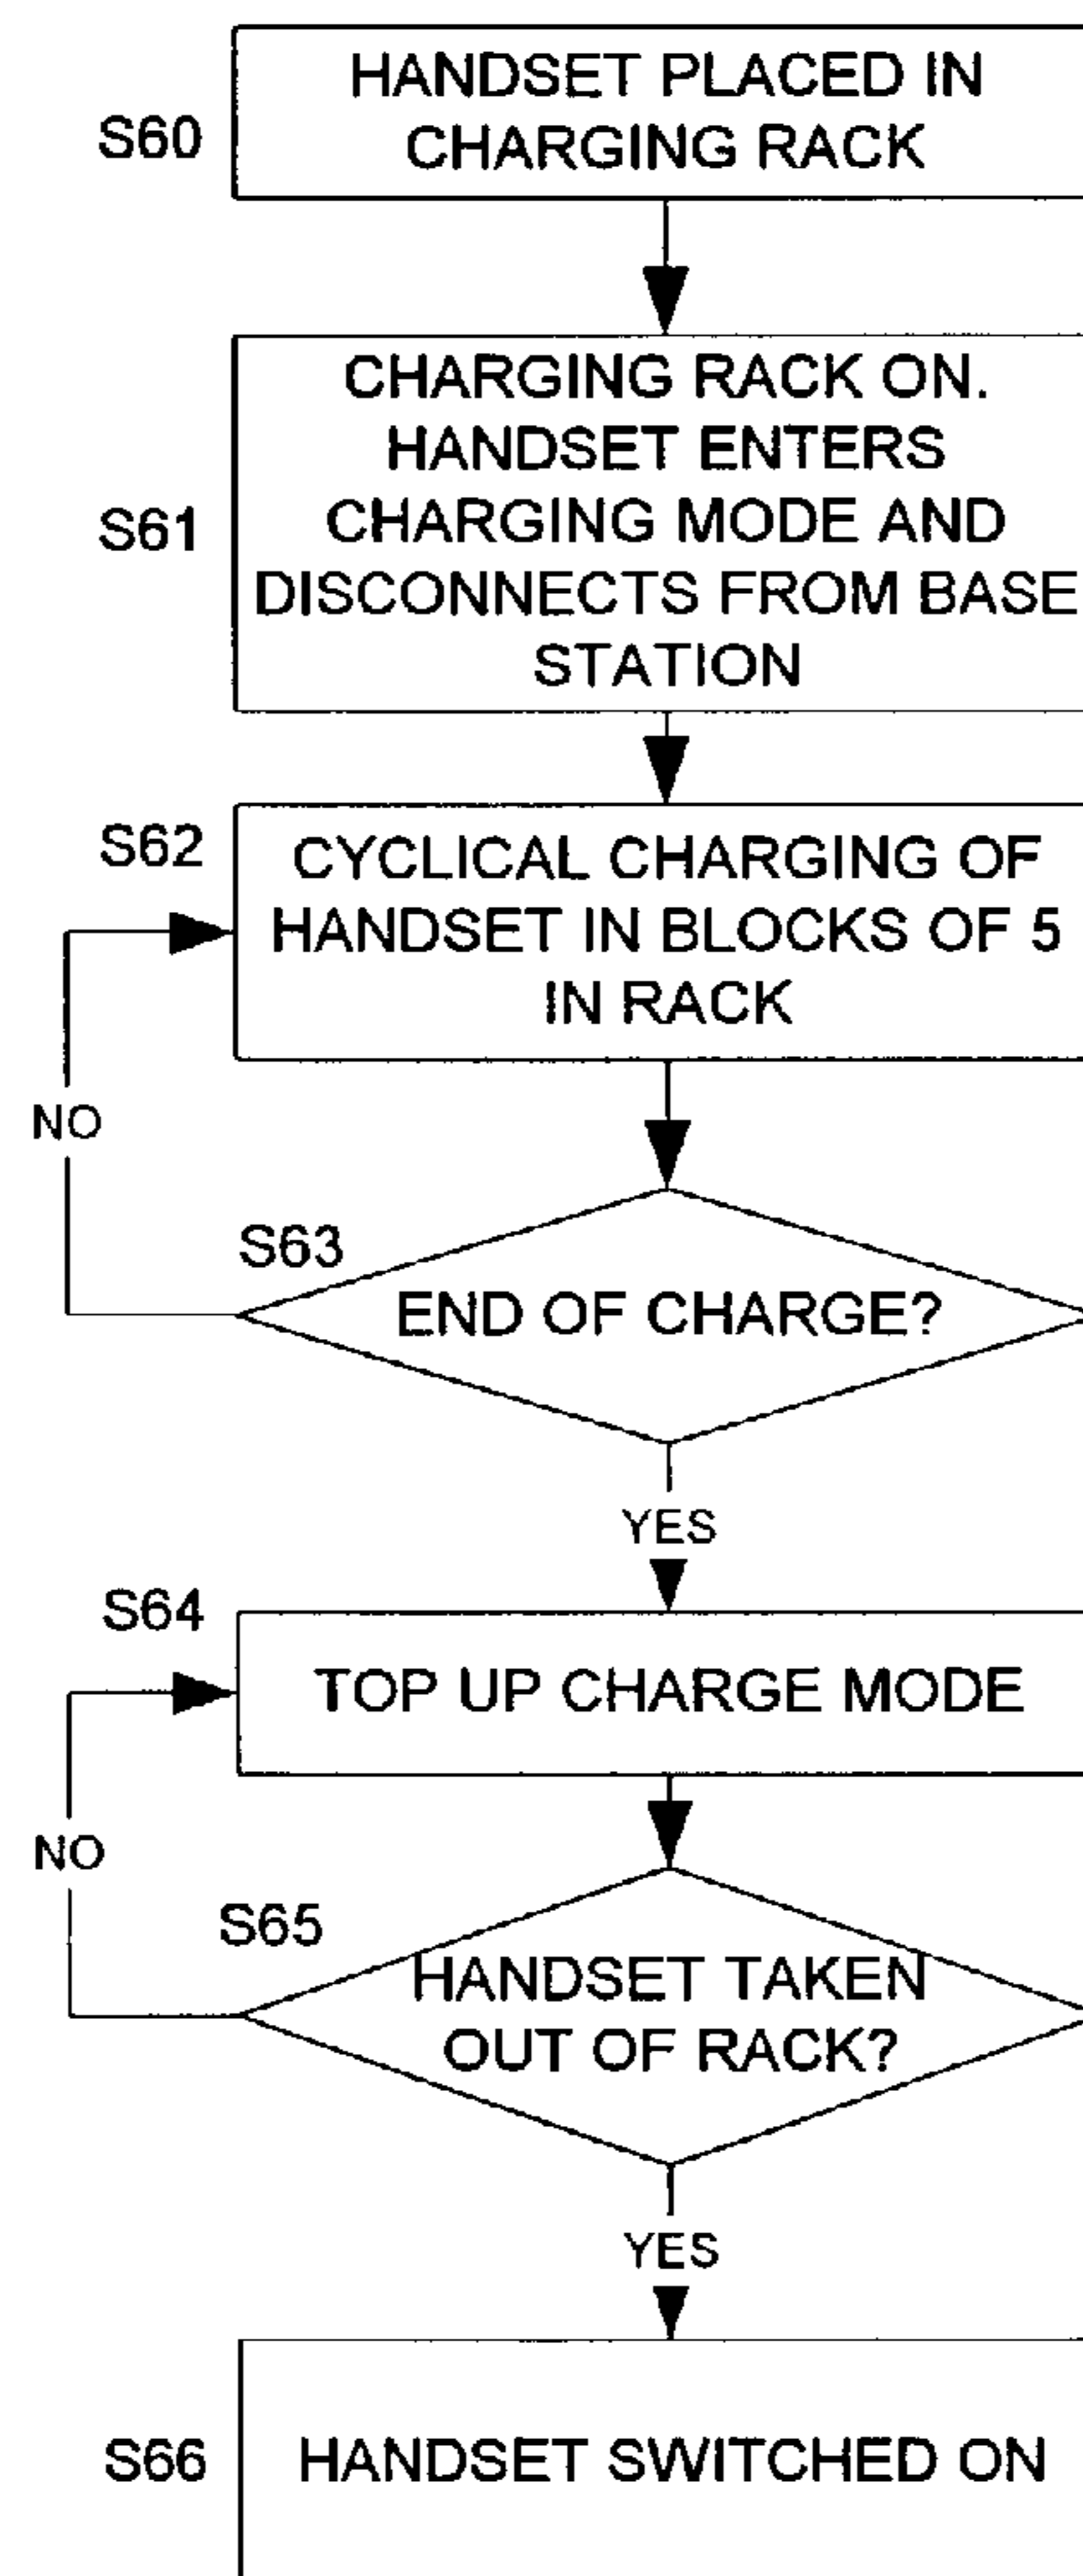 S60
HANDSET PLACED IN
CHARGING RACK
S61
CHARGING RACK ON.
HANDSET ENTERS
CHARGING MODE AND
DISCONNECTS FROM BASE
STATION
S62
CYCLICAL CHARGING OF
HANDSET IN BLOCKS OF 5
IN RACK
NO
S63
END OF CHARGE?
YES
S64
TOP UP CHARGE MODE
NO
S65
HANDSET TAKEN
OUT OF RACK?
YES
S66
HANDSET SWITCHED ON